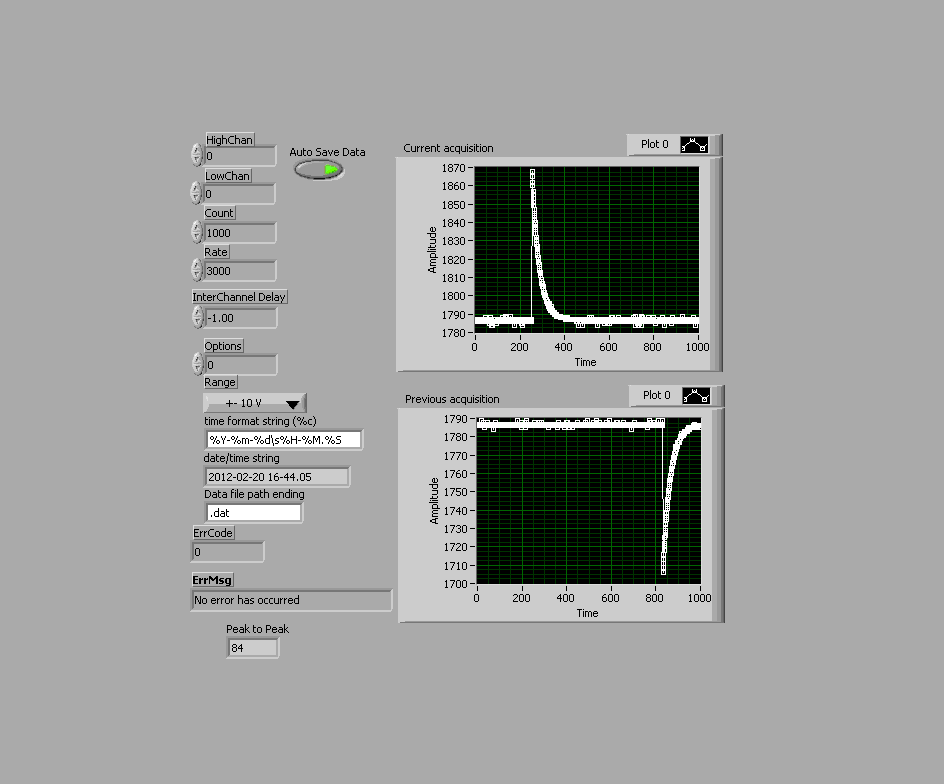 HighChan
0
Auto Save Data
LowChan
0
Count
1000
Rate
3000
InterChannel Delay
-1.00
Options
0
Range
+- 10 V
time format string (%c)
%Y-%m-%d\s%H-%M.%S
date/time string
2012-02-20 16-44.05
Data file path ending
.dat
ErrCode
0
ErrMsg
No error has occurred
Peak to Peak
84
Current acquisition
Plot 0
Amplitude
1870
1860
1850
1840
1830
1820
1810
1800
1790
1780
0 200 400 600 800 1000
Time
Previous acquisition
Plot 0
Amplitude
1790
1780
1770
1760
1750
1740
1730
1720
1710
1700
0 200 400 600 800 1000
Time